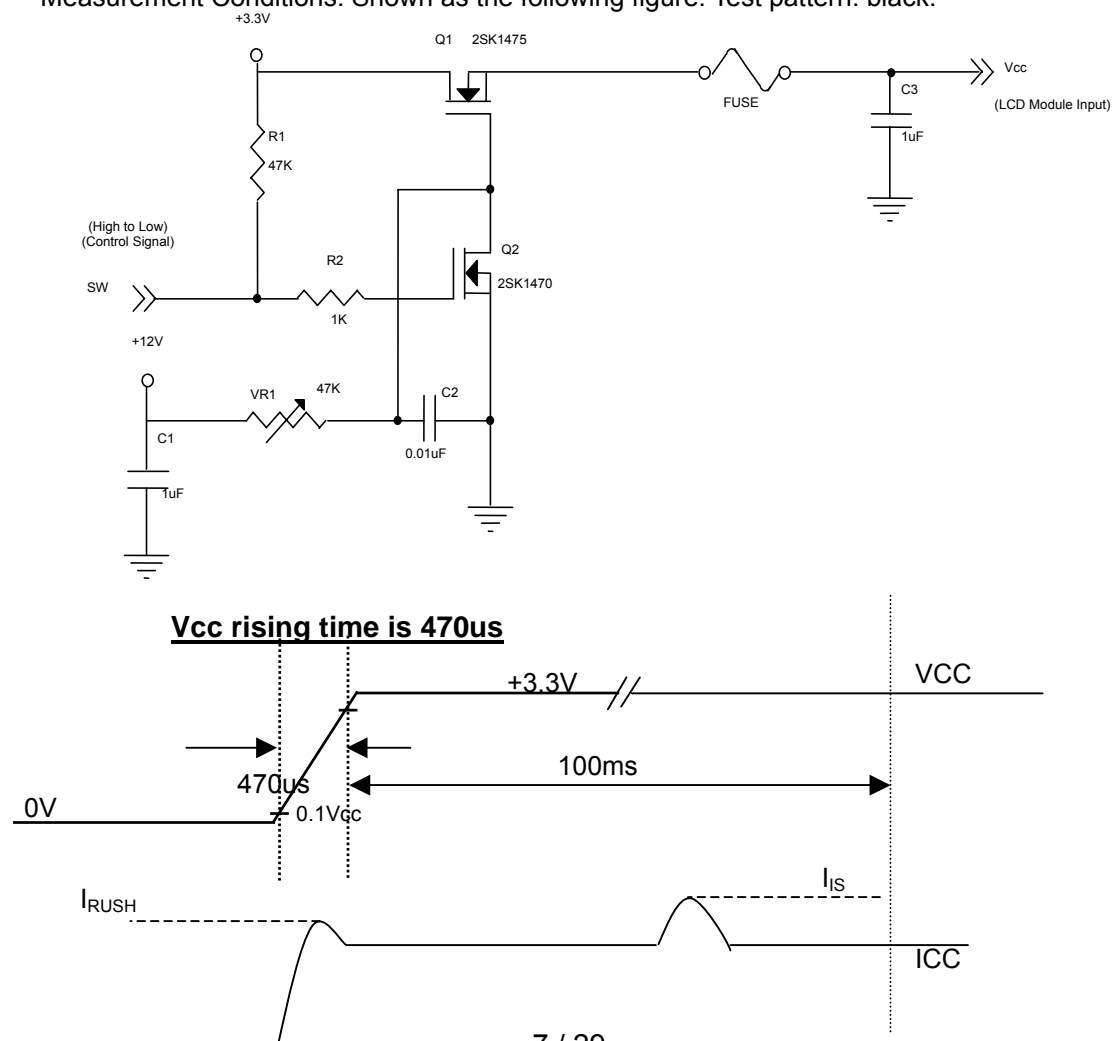 Measurement Conditions: Shown as the following figure. Test pattern: black.
+3.3V
Q1 2SK1475
Vcc
FUSE
C3
(LCD Module Input)
R1
47K
1uF
(High to Low)
(Control Signal)
Q2
R2
2SK1470
SW
1K
+12V
VR1 47K
C2
C1
0.01uF
1uF
Vcc rising time is 470us
+3.3V
VCC
100ms
470us
0V
0.1Vcc
IIS
IRUSH
ICC
7 / 29